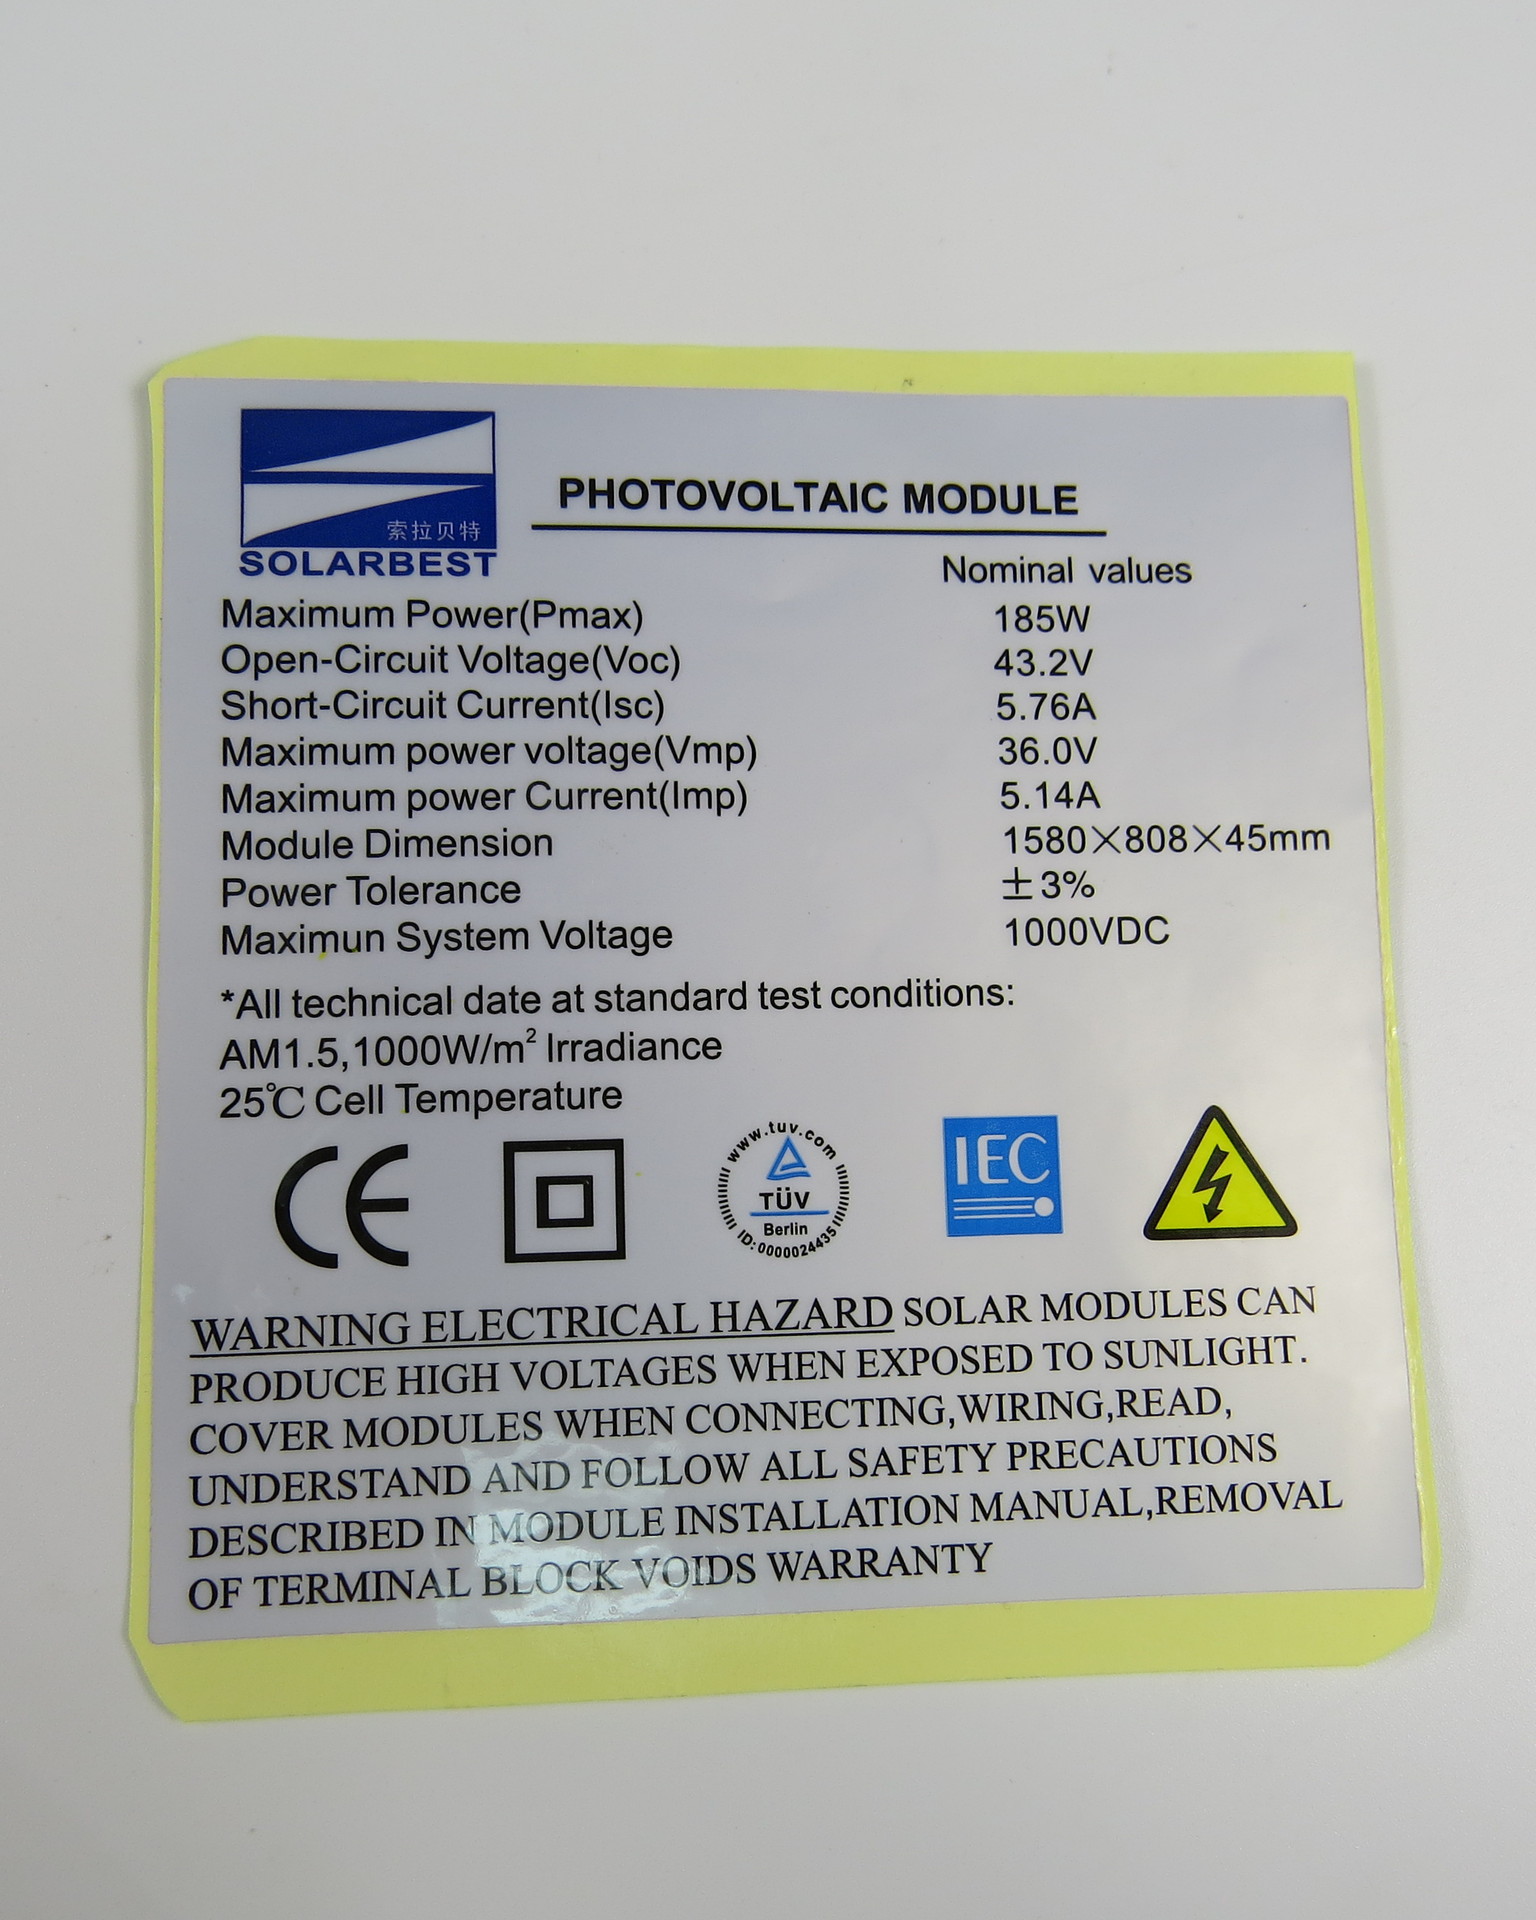 索拉贝特
SOLARBEST
PHOTOVOLTAIC MODULE
Nominal values
Maximum Power(Pmax) 185W
Open-Circuit Voltage(Voc) 43.2V
Short-Circuit Current(Isc) 5.76A
Maximum power voltage(Vmp) 36.0V
Maximum power Current(Imp) 5.14A
Module Dimension 1580×808×45mm
Power Tolerance ±3%
Maximun System Voltage 1000VDC
*All technical date at standard test conditions:
AM1.5,1000W/m² Irradiance
25℃ Cell Temperature
CE
www.tuv.com
TÜV
Berlin
ID:0000024435
IEC
WARNING ELECTRICAL HAZARD SOLAR MODULES CAN
PRODUCE HIGH VOLTAGES WHEN EXPOSED TO SUNLIGHT.
COVER MODULES WHEN CONNECTING,WIRING,READ,
UNDERSTAND AND FOLLOW ALL SAFETY PRECAUTIONS
DESCRIBED IN MODULE INSTALLATION MANUAL,REMOVAL
OF TERMINAL BLOCK VOIDS WARRANTY